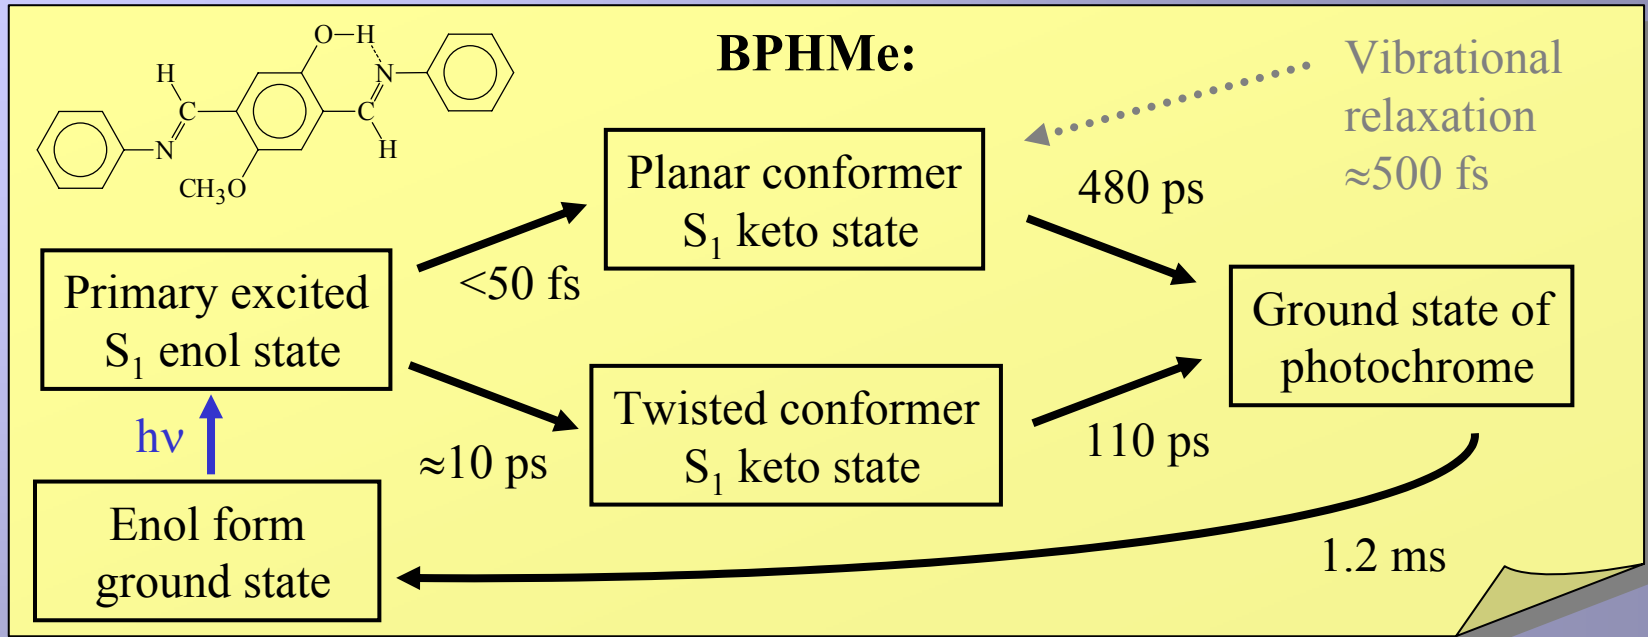 BPHMe:
O–H
H
N
C
C
N
H
CH₃O
Vibrational
relaxation
≈500 fs
Planar conformer
S₁ keto state
480 ps
<50 fs
Primary excited
S₁ enol state
Ground state of
photochrome
Twisted conformer
S₁ keto state
110 ps
≈10 ps
hν
Enol form
ground state
1.2 ms